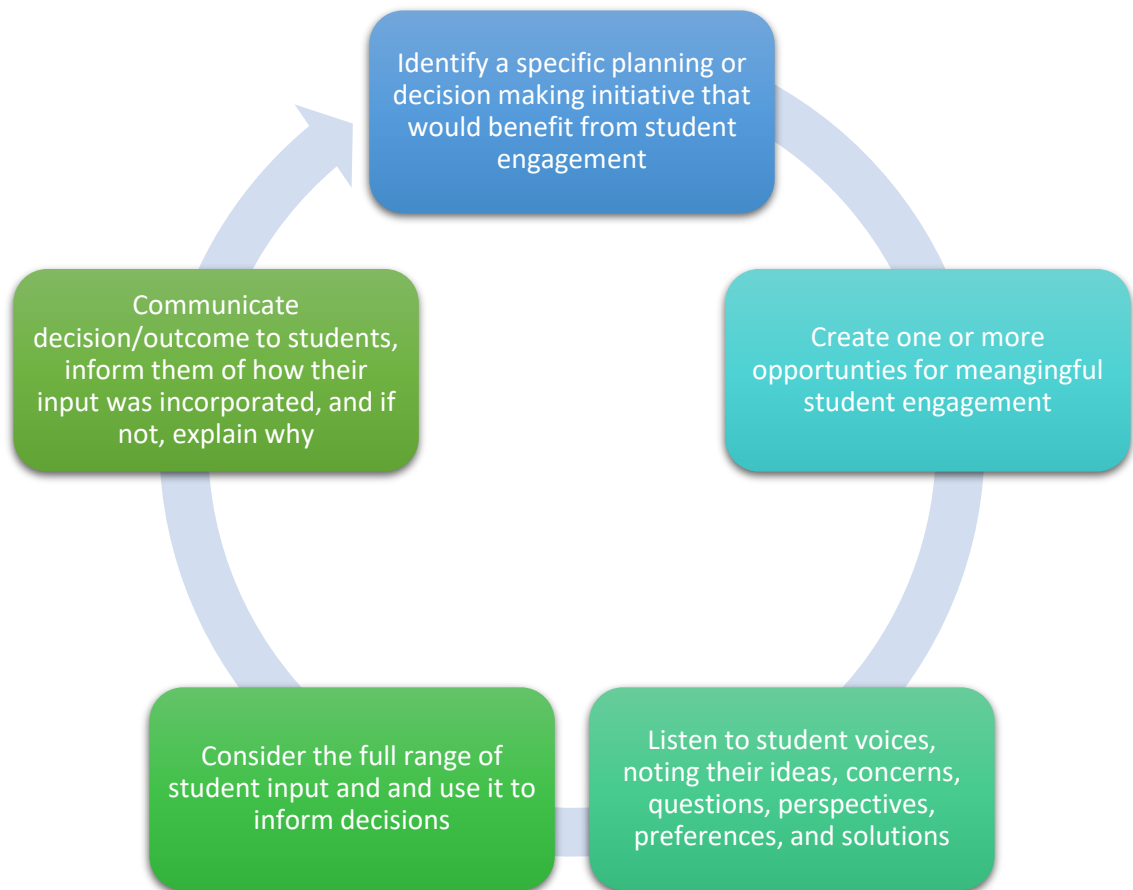 Identify a specific planning or
decision making initiative that
would benefit from student
engagement
Create one or more
opportunties for meangingful
student engagement
Listen to student voices,
noting their ideas, concerns,
questions, perspectives,
preferences, and solutions
Consider the full range of
student input and and use it to
inform decisions
Communicate
decision/outcome to students,
inform them of how their
input was incorporated, and if
not, explain why